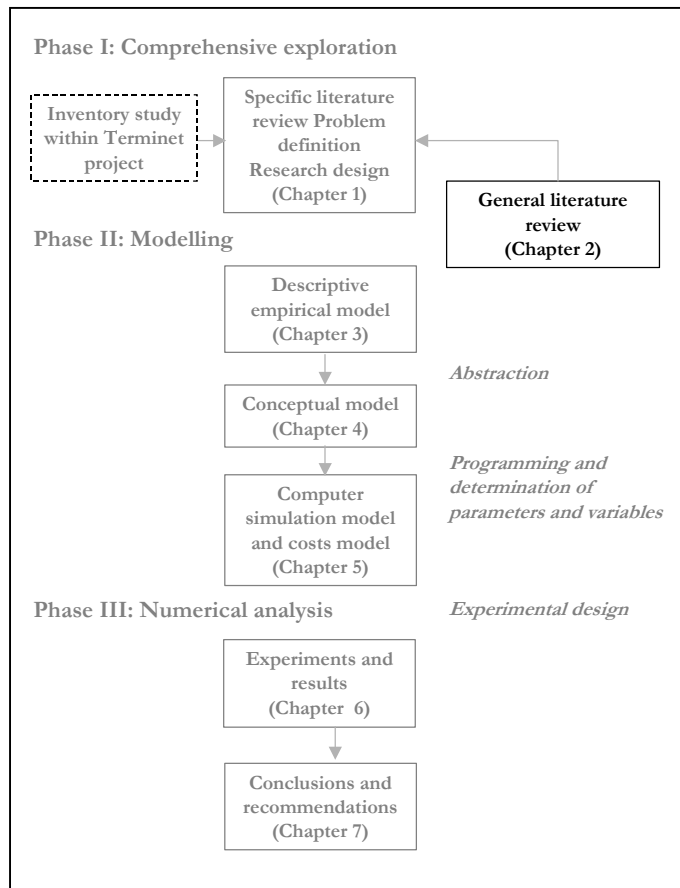 Phase I: Comprehensive exploration
Inventory study
within Terminet
project
Specific literature
review Problem
definition
Research design
(Chapter 1)
General literature
review
(Chapter 2)
Phase II: Modelling
Descriptive
empirical model
(Chapter 3)
Abstraction
Conceptual model
(Chapter 4)
Programming and
determination of
parameters and variables
Computer
simulation model
and costs model
(Chapter 5)
Phase III: Numerical analysis
Experimental design
Experiments and
results
(Chapter 6)
Conclusions and
recommendations
(Chapter 7)